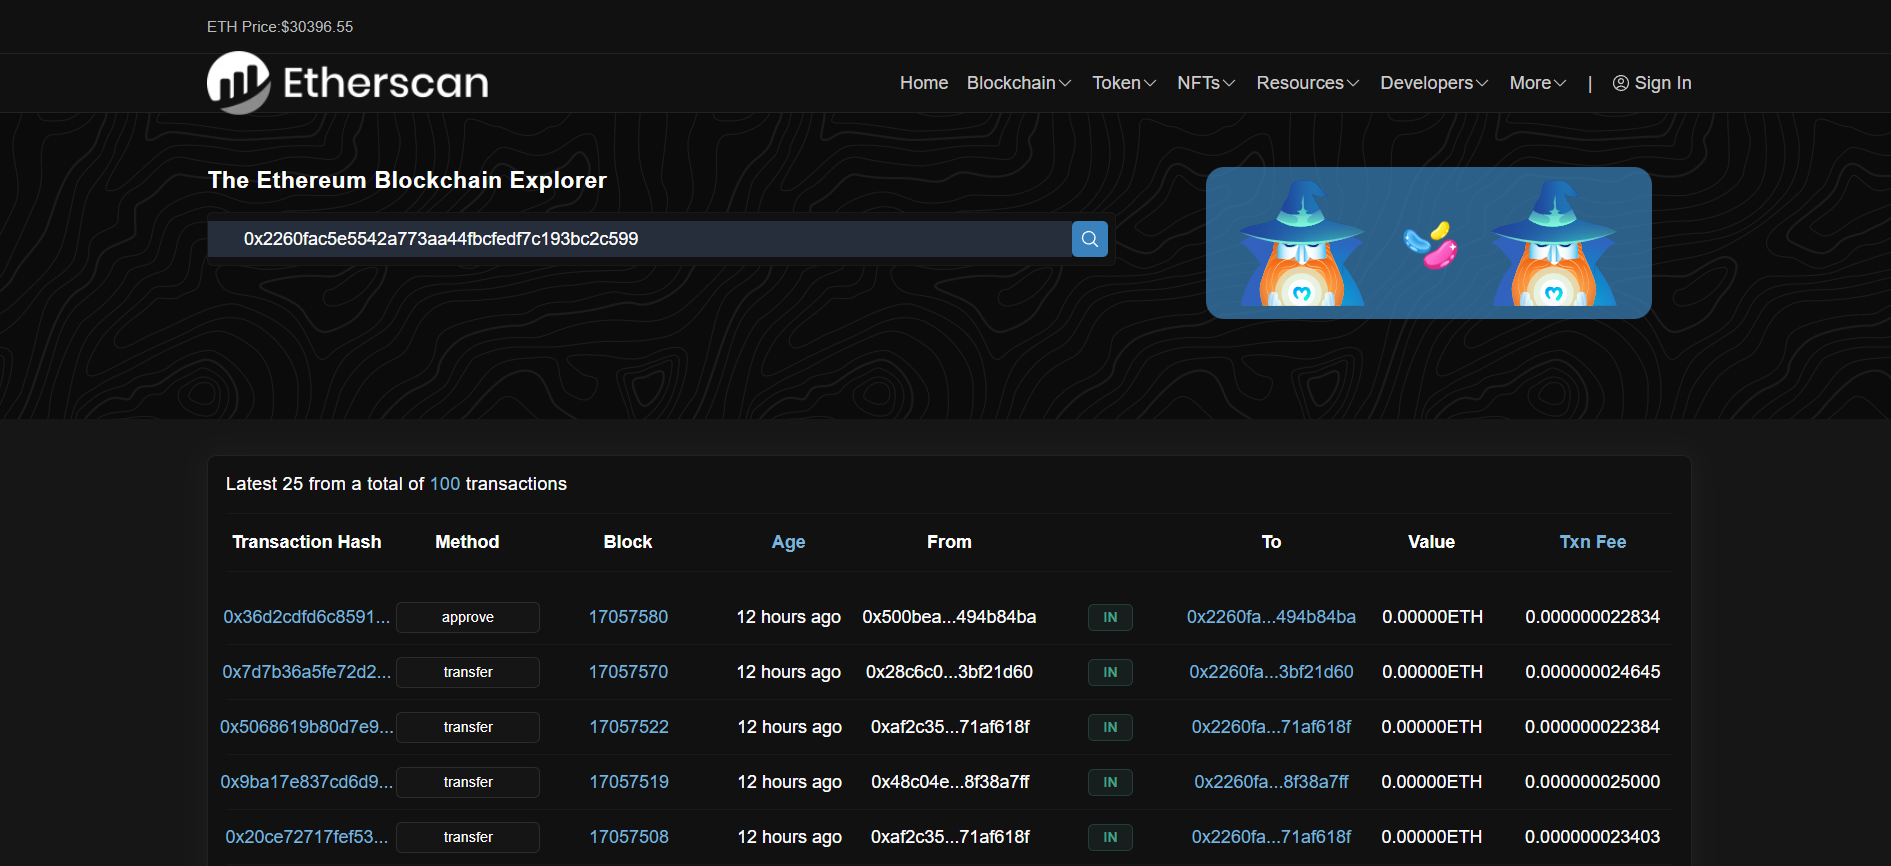 ETH Price:$30396.55
Etherscan
Home Blockchain Token NFTs Resources Developers More | Sign In
The Ethereum Blockchain Explorer
0x2260fac5e5542a773aa44fbcfedf7c193bc2c599
Latest 25 from a total of 100 transactions
Transaction Hash Method Block Age From To Value Txn Fee
0x36d2cdfd6c8591... approve 17057580 12 hours ago 0x500bea...494b84ba IN 0x2260fa...494b84ba 0.00000ETH 0.000000022834
0x7d7b36a5fe72d2... transfer 17057570 12 hours ago 0x28c6c0...3bf21d60 IN 0x2260fa...3bf21d60 0.00000ETH 0.000000024645
0x5068619b80d7e9... transfer 17057522 12 hours ago 0xaf2c35...71af618f IN 0x2260fa...71af618f 0.00000ETH 0.000000022384
0x9ba17e837cd6d9... transfer 17057519 12 hours ago 0x48c04e...8f38a7ff IN 0x2260fa...8f38a7ff 0.00000ETH 0.000000025000
0x20ce72717fef53... transfer 17057508 12 hours ago 0xaf2c35...71af618f IN 0x2260fa...71af618f 0.00000ETH 0.000000023403